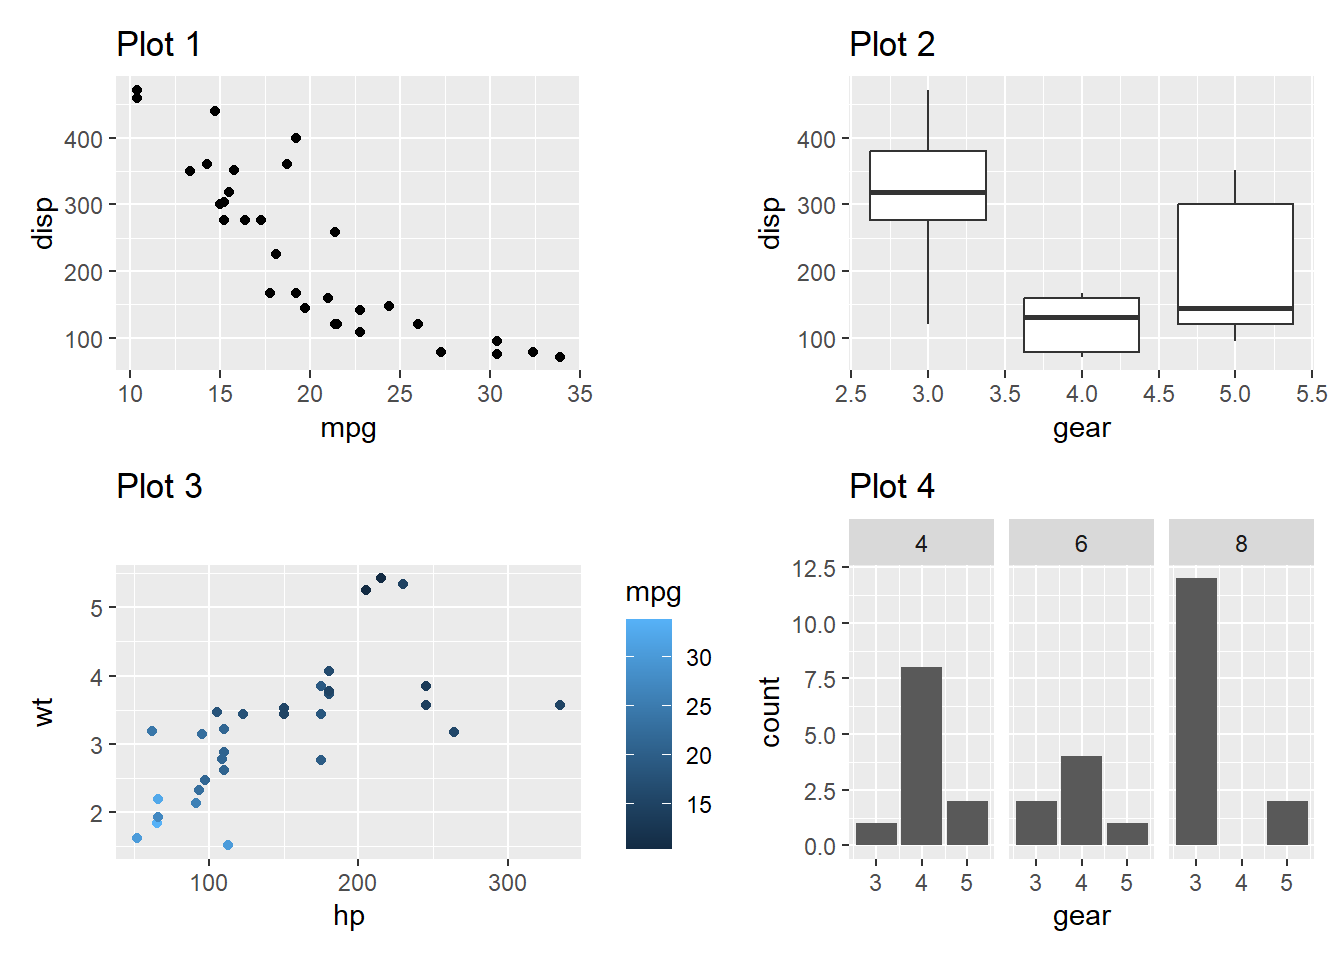 Plot 1
disp
400
300
200
100
10 15 20 25 30 35
mpg
Plot 2
disp
400
300
200
100
2.5 3.0 3.5 4.0 4.5 5.0 5.5
gear
Plot 3
wt
5
4
3
2
100 200 300
hp
mpg
30
25
20
15
Plot 4
4 6 8
count
12.5
10.0
7.5
5.0
2.5
0.0
3 4 5 3 4 5 3 4 5
gear